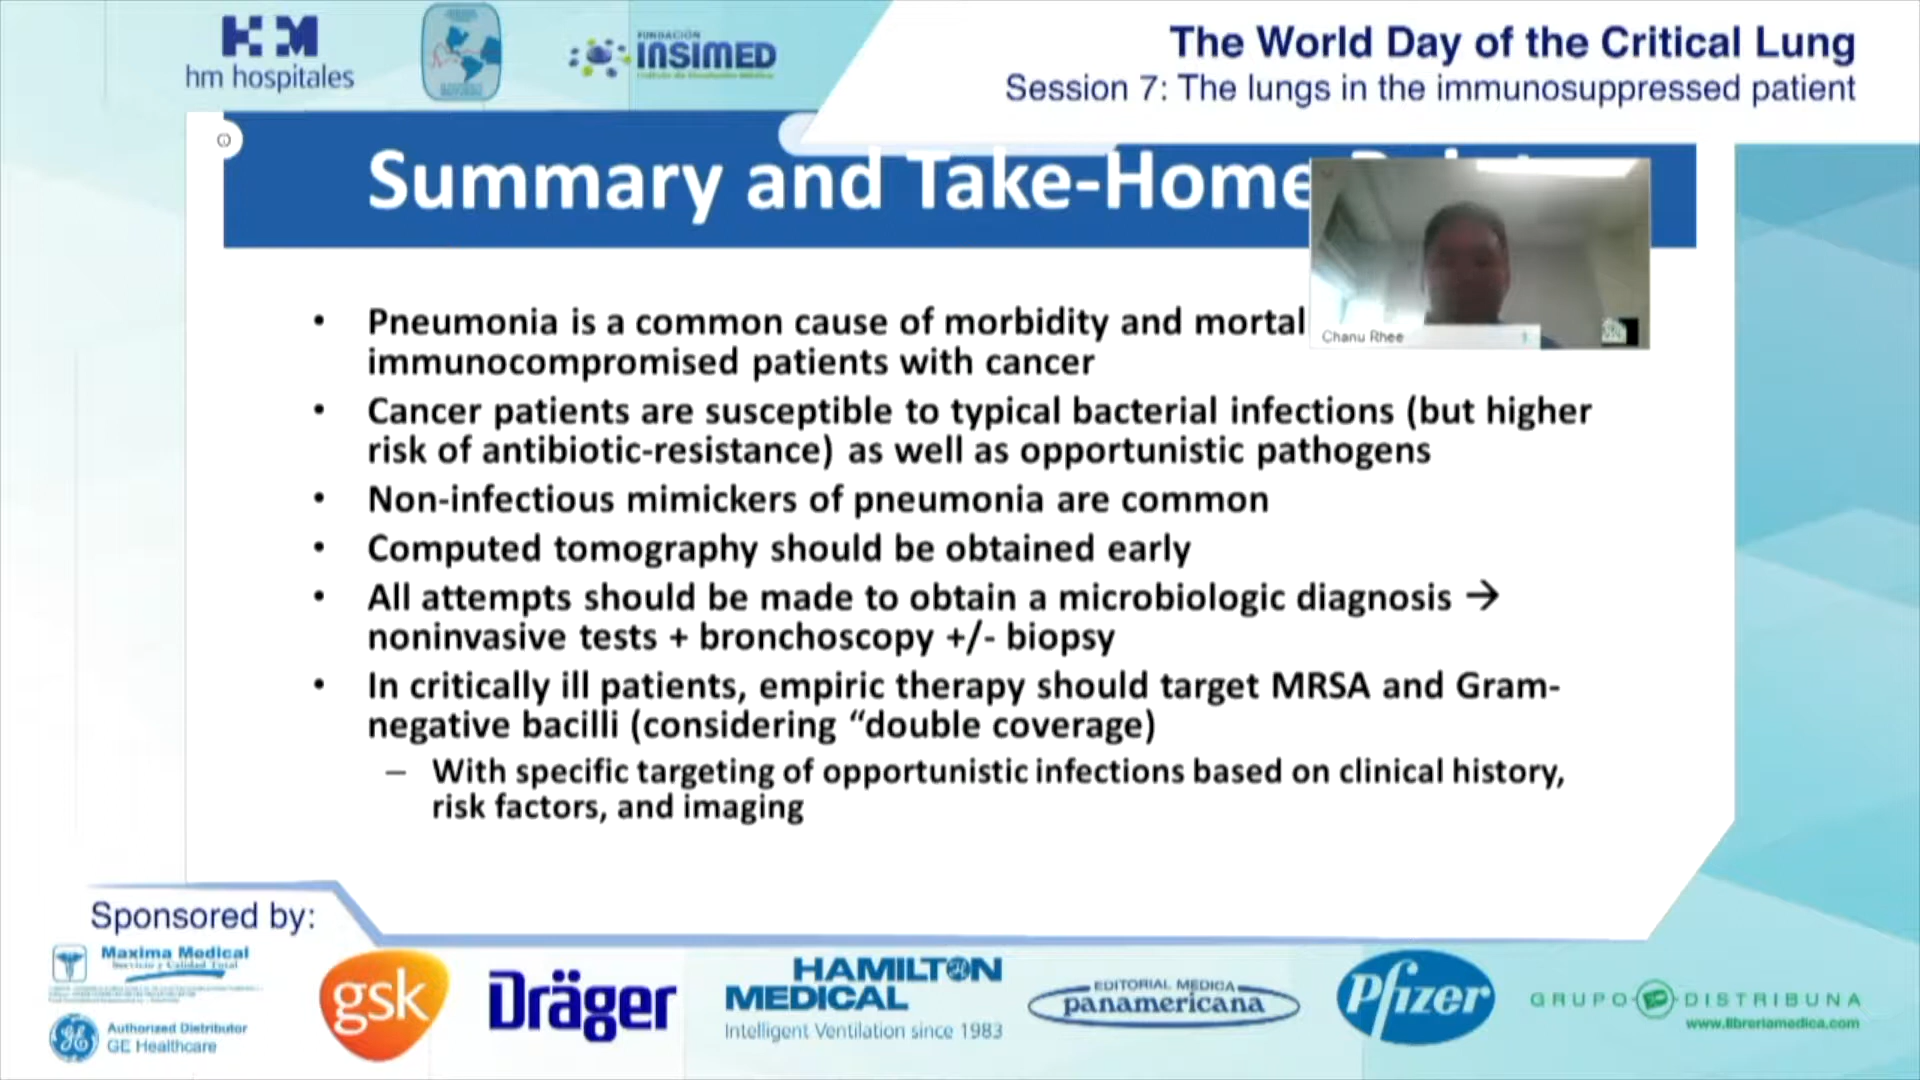 HM
hm hospitales
FUNDACIÓN
INSIMED
The World Day of the Critical Lung
Session 7: The lungs in the immunosuppressed patient
Summary and Take-Home
Chanu Rhee
• Pneumonia is a common cause of morbidity and mortal
immunocompromised patients with cancer
• Cancer patients are susceptible to typical bacterial infections (but higher
risk of antibiotic-resistance) as well as opportunistic pathogens
• Non-infectious mimickers of pneumonia are common
• Computed tomography should be obtained early
• All attempts should be made to obtain a microbiologic diagnosis →
noninvasive tests + bronchoscopy +/- biopsy
• In critically ill patients, empiric therapy should target MRSA and Gram-
negative bacilli (considering “double coverage)
– With specific targeting of opportunistic infections based on clinical history,
risk factors, and imaging
Sponsored by:
Maxima Medical
Servicio y Calidad Total
GE
Authorized Distributor
GE Healthcare
gsk
Dräger
HAMILTON
MEDICAL
Intelligent Ventilation since 1983
EDITORIAL MEDICA
panamericana
Pfizer
GRUPO DISTRIBUNA
www.libreriamedica.com